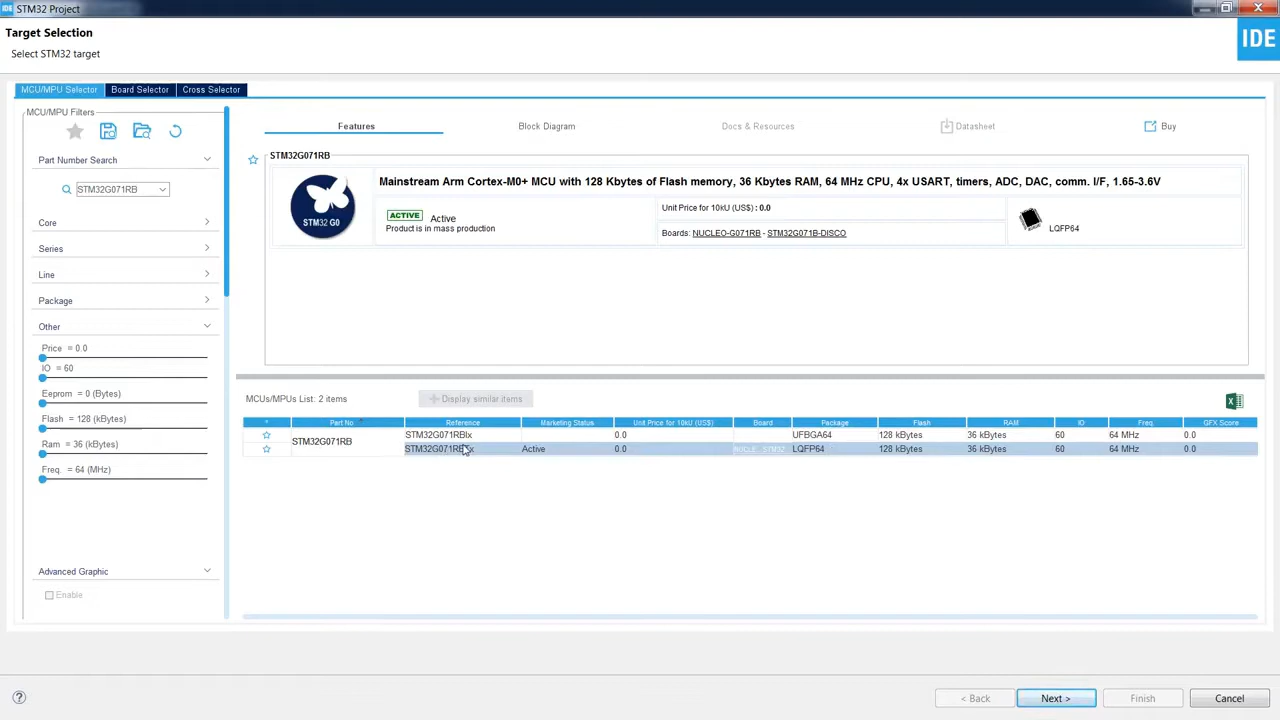 IDE STM32 Project
Target Selection
Select STM32 target
IDE
MCU/MPU Selector Board Selector Cross Selector
MCU/MPU Filters
Part Number Search
STM32G071RB
Core
Series
Line
Package
Other
Price = 0.0
IO = 60
Eeprom = 0 (Bytes)
Flash = 128 (kBytes)
Ram = 36 (kBytes)
Freq. = 64 (MHz)
Advanced Graphic
Enable
Features Block Diagram Docs & Resources Datasheet Buy
STM32G071RB
STM32 G0
Mainstream Arm Cortex-M0+ MCU with 128 Kbytes of Flash memory, 36 Kbytes RAM, 64 MHz CPU, 4x USART, timers, ADC, DAC, comm. I/F, 1.65-3.6V
ACTIVE Active
Product is in mass production
Unit Price for 10kU (US$) : 0.0
Boards: NUCLEO-G071RB - STM32G071B-DISCO
LQFP64
MCUs/MPUs List: 2 items + Display similar items
* Part No Reference Marketing Status Unit Price for 10kU (US$) Board Package Flash RAM IO Freq. GFX Score
STM32G071RB
STM32G071RBIx 0.0 UFBGA64 128 kBytes 36 kBytes 60 64 MHz 0.0
Active 0.0 NUCLE... STM32... LQFP64 128 kBytes 36 kBytes 60 64 MHz 0.0
? < Back Next > Finish Cancel